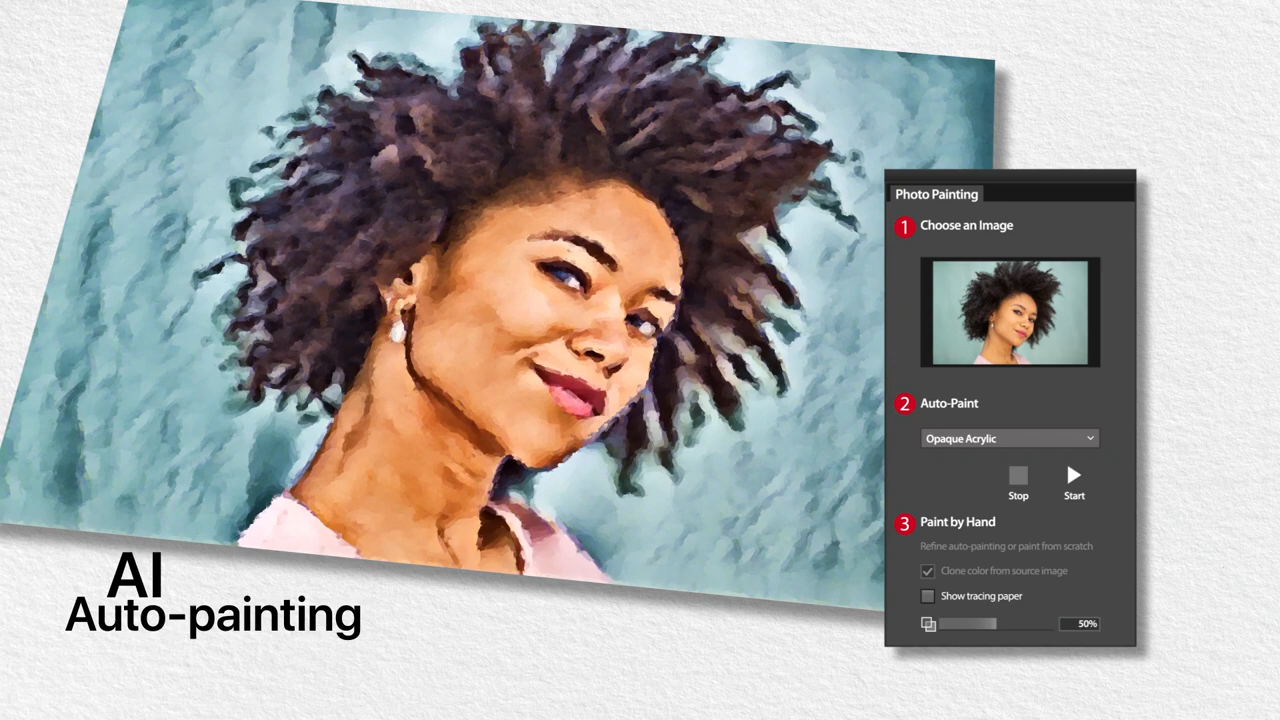 AI
Auto-painting
Photo Painting
1 Choose an Image
2 Auto-Paint
Opaque Acrylic
Stop Start
3 Paint by Hand
Refine auto-painting or paint from scratch
Clone color from source image
Show tracing paper
50%